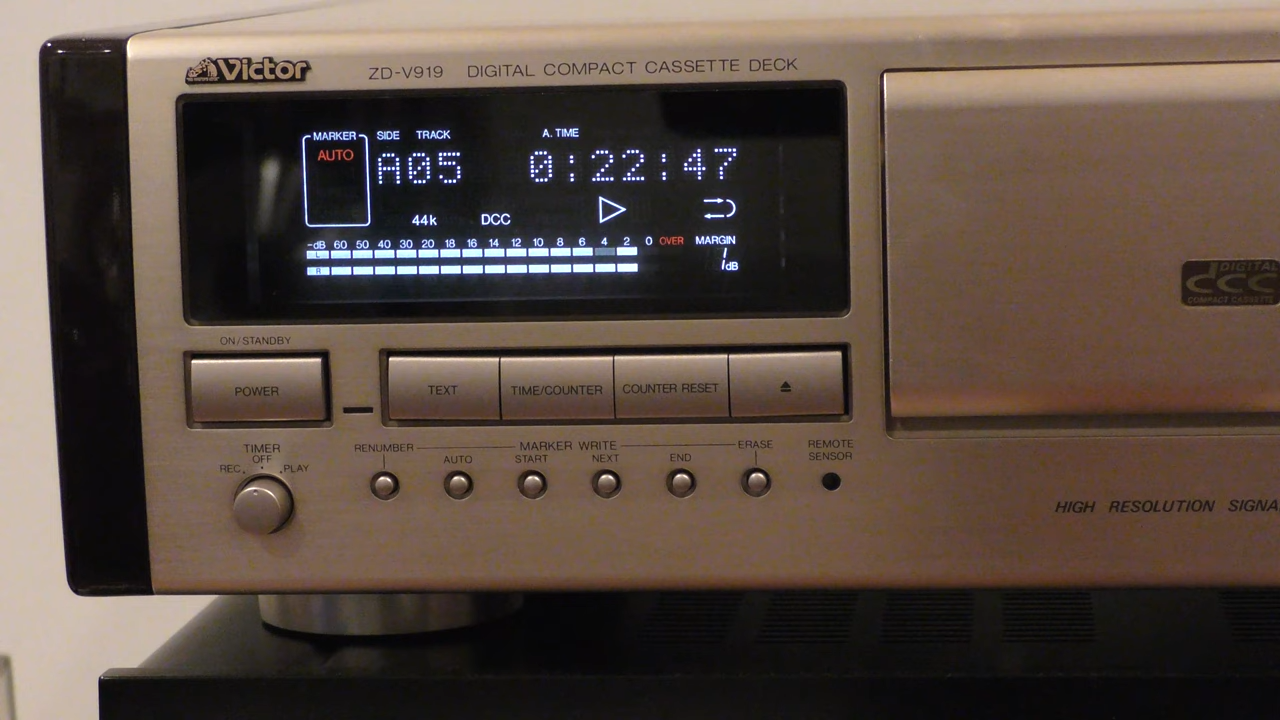 Victor
ZD-V919 DIGITAL COMPACT CASSETTE DECK
MARKER SIDE TRACK A. TIME
AUTO
A05 0:22:47
44k DCC
-dB 60 50 40 30 20 18 16 14 12 10 8 6 4 2 0 OVER MARGIN
L
R
dB
DIGITAL
dcc
COMPACT CASSETTE
ON/STANDBY
POWER
TEXT
TIME/COUNTER
COUNTER RESET
TIMER
OFF
REC
PLAY
RENUMBER
MARKER WRITE
AUTO
START
NEXT
END
ERASE
REMOTE
SENSOR
HIGH RESOLUTION